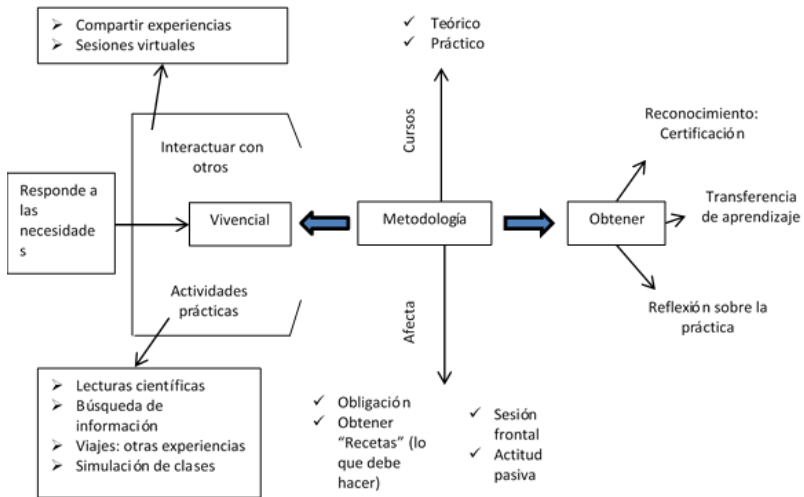 Compartir experiencias
Sesiones virtuales
Teórico
Práctico
Cursos
Reconocimiento:
Certificación
Interactuar con
otros
Responde a
las
necesidade
s
Vivencial
Metodología
Obtener
Transferencia
de aprendizaje
Actividades
prácticas
Afecta
Reflexión sobre la
práctica
Lecturas científicas
Búsqueda de
información
Viajes: otras experiencias
Simulación de clases
Obligación
Obtener
“Recetas” (lo
que debe
hacer)
Sesión
frontal
Actitud
pasiva